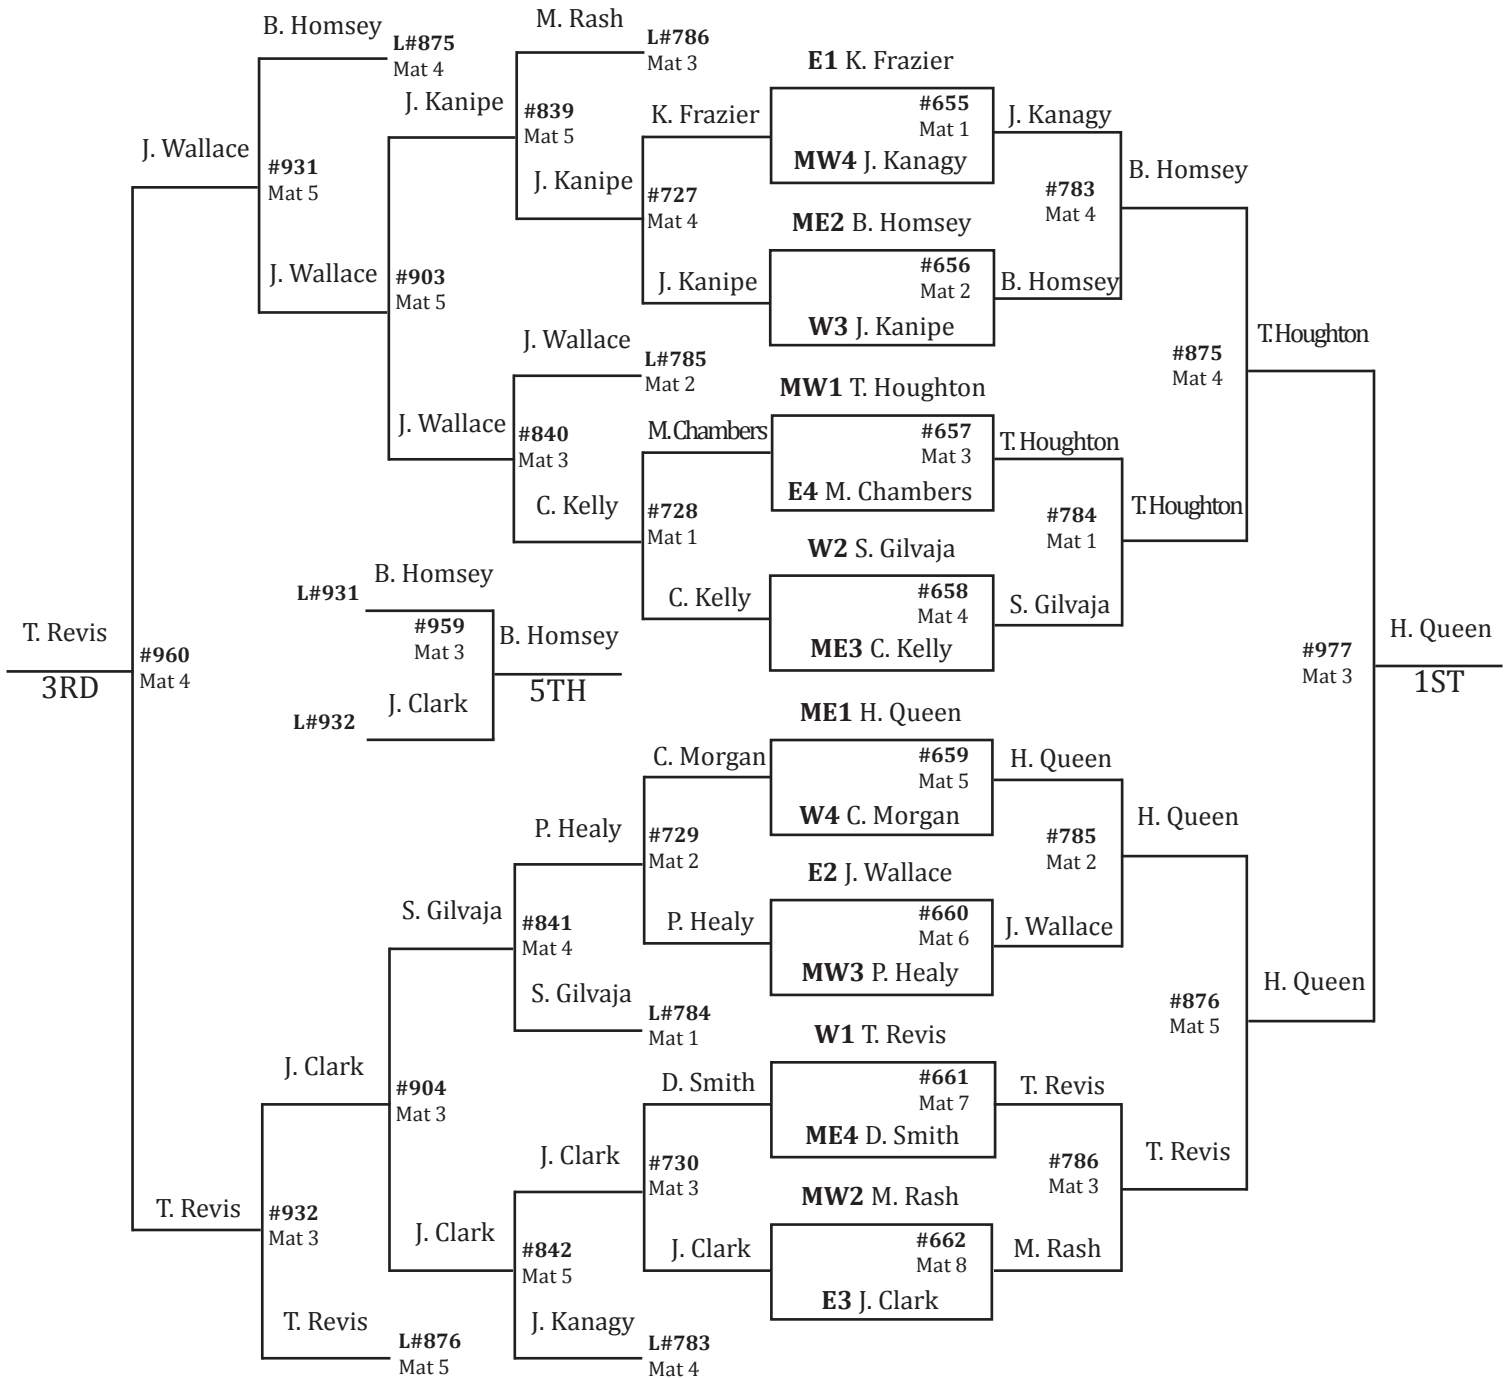 B. Homsey
L#875
Mat 4
J. Wallace
#931
Mat 5
J. Wallace
J. Kanipe
#903
Mat 5
J. Wallace
M. Rash
L#786
Mat 3
#839
Mat 5
J. Kanipe
J. Wallace
L#785
Mat 2
#840
Mat 3
C. Kelly
K. Frazier
#727
Mat 4
J. Kanipe
M. Chambers
#728
Mat 1
C. Kelly
E1 K. Frazier
#655
Mat 1
MW4 J. Kanagy
ME2 B. Homsey
#656
Mat 2
W3 J. Kanipe
MW1 T. Houghton
#657
Mat 3
E4 M. Chambers
W2 S. Gilvaja
#658
Mat 4
ME3 C. Kelly
J. Kanagy
#783
Mat 4
B. Homsey
T. Houghton
#784
Mat 1
S. Gilvaja
B. Homsey
#875
Mat 4
T. Houghton
T. Houghton
T. Revis
3RD
#960
Mat 4
L#931
B. Homsey
#959
Mat 3
J. Clark
L#932
B. Homsey
5TH
#977
Mat 3
H. Queen
1ST
C. Morgan
#729
Mat 2
P. Healy
P. Healy
S. Gilvaja
#841
Mat 4
S. Gilvaja
L#784
Mat 1
J. Clark
#904
Mat 3
J. Clark
T. Revis
#932
Mat 3
T. Revis
L#876
Mat 5
D. Smith
J. Clark
#730
Mat 3
J. Clark
#842
Mat 5
J. Kanagy
L#783
Mat 4
ME1 H. Queen
#659
Mat 5
W4 C. Morgan
E2 J. Wallace
#660
Mat 6
MW3 P. Healy
W1 T. Revis
#661
Mat 7
ME4 D. Smith
MW2 M. Rash
#662
Mat 8
E3 J. Clark
H. Queen
#785
Mat 2
J. Wallace
H. Queen
T. Revis
#786
Mat 3
M. Rash
T. Revis
#876
Mat 5
H. Queen